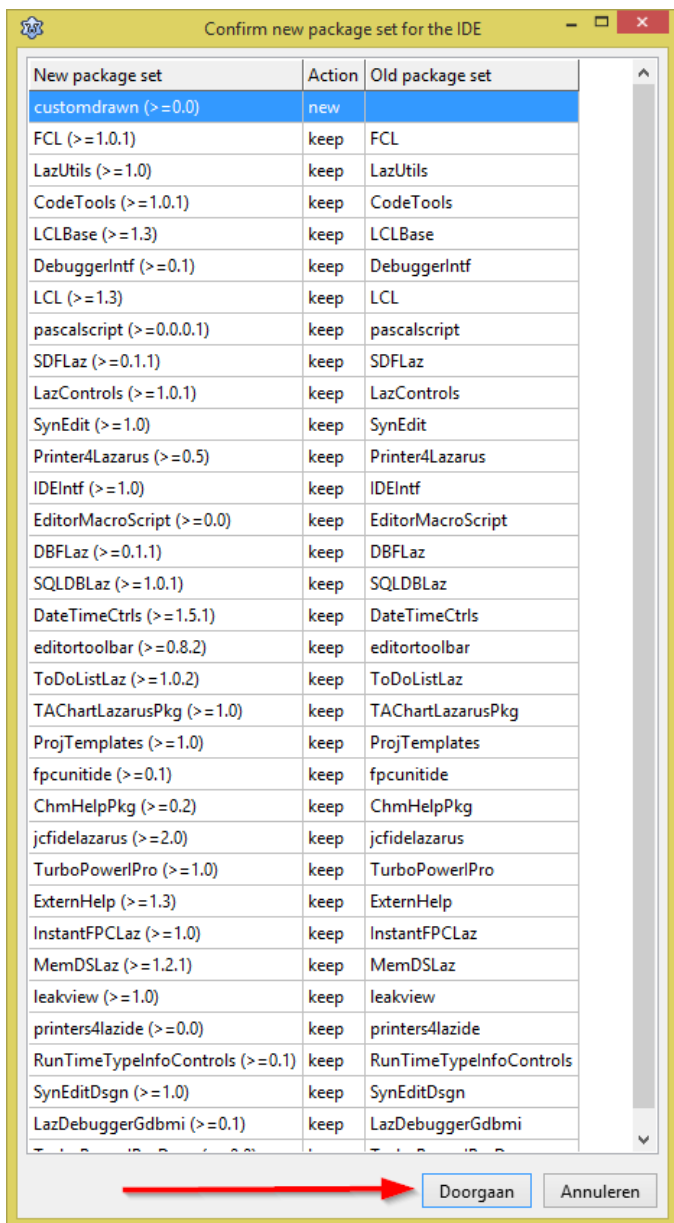 Confirm new package set for the IDE
New package set Action Old package set
customdrawn (>=0.0) new
FCL (>=1.0.1) keep FCL
LazUtils (>=1.0) keep LazUtils
CodeTools (>=1.0.1) keep CodeTools
LCLBase (>=1.3) keep LCLBase
DebuggerIntf (>=0.1) keep DebuggerIntf
LCL (>=1.3) keep LCL
pascalscript (>=0.0.0.1) keep pascalscript
SDFLaz (>=0.1.1) keep SDFLaz
LazControls (>=1.0.1) keep LazControls
SynEdit (>=1.0) keep SynEdit
Printer4Lazarus (>=0.5) keep Printer4Lazarus
IDEIntf (>=1.0) keep IDEIntf
EditorMacroScript (>=0.0) keep EditorMacroScript
DBFLaz (>=0.1.1) keep DBFLaz
SQLDBLaz (>=1.0.1) keep SQLDBLaz
DateTimeCtrls (>=1.5.1) keep DateTimeCtrls
editortoolbar (>=0.8.2) keep editortoolbar
ToDoListLaz (>=1.0.2) keep ToDoListLaz
TAChartLazarusPkg (>=1.0) keep TAChartLazarusPkg
ProjTemplates (>=1.0) keep ProjTemplates
fpcunitide (>=0.1) keep fpcunitide
ChmHelpPkg (>=0.2) keep ChmHelpPkg
jcfidelazarus (>=2.0) keep jcfidelazarus
TurboPowerIPro (>=1.0) keep TurboPowerIPro
ExternHelp (>=1.3) keep ExternHelp
InstantFPCLaz (>=1.0) keep InstantFPCLaz
MemDSLaz (>=1.2.1) keep MemDSLaz
leakview (>=1.0) keep leakview
printers4lazide (>=0.0) keep printers4lazide
RunTimeTypeInfoControls (>=0.1) keep RunTimeTypeInfoControls
SynEditDsgn (>=1.0) keep SynEditDsgn
LazDebuggerGdbmi (>=0.1) keep LazDebuggerGdbmi
Doorgaan Annuleren